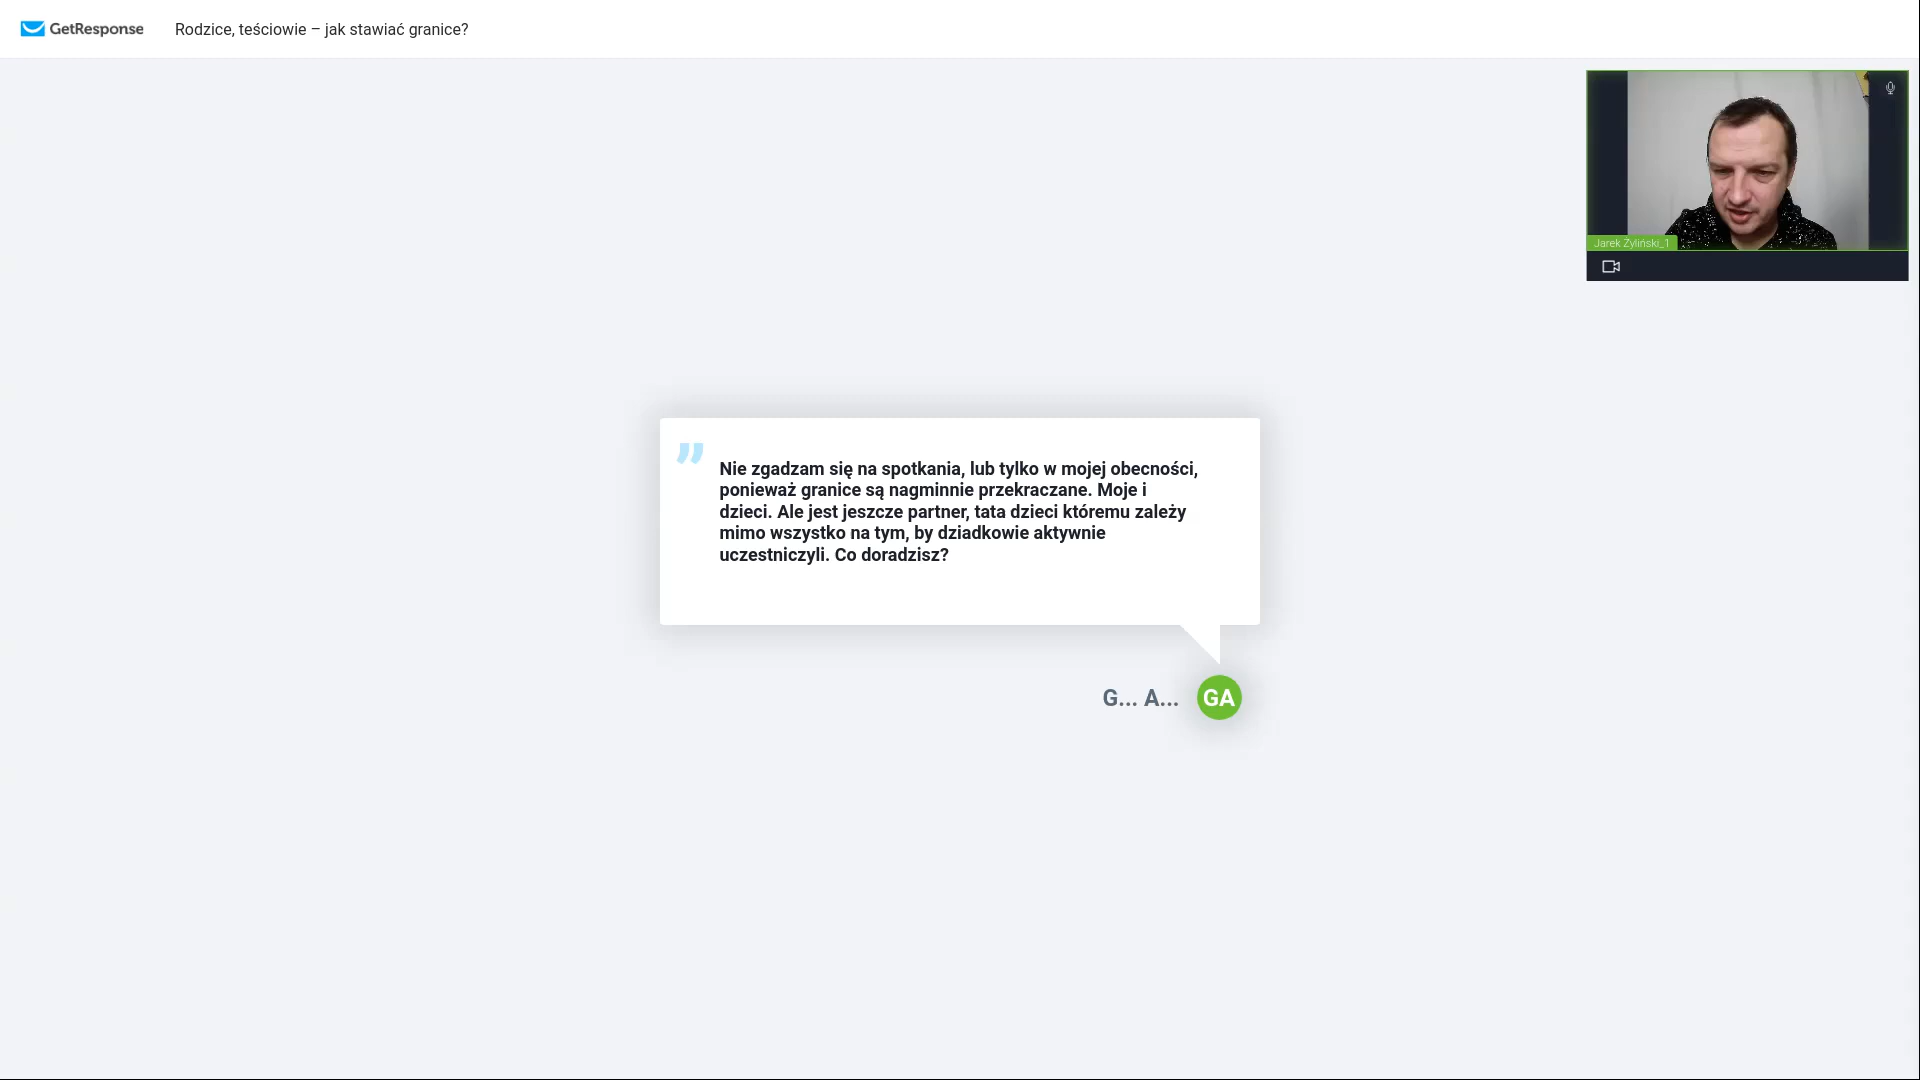 GetResponse
Rodzice, teściowie – jak stawiać granice?
Jarek Żyliński_1
Nie zgadzam się na spotkania, lub tylko w mojej obecności,
ponieważ granice są nagminnie przekraczane. Moje i
dzieci. Ale jest jeszcze partner, tata dzieci któremu zależy
mimo wszystko na tym, by dziadkowie aktywnie
uczestniczyli. Co doradzisz?
G... A... GA